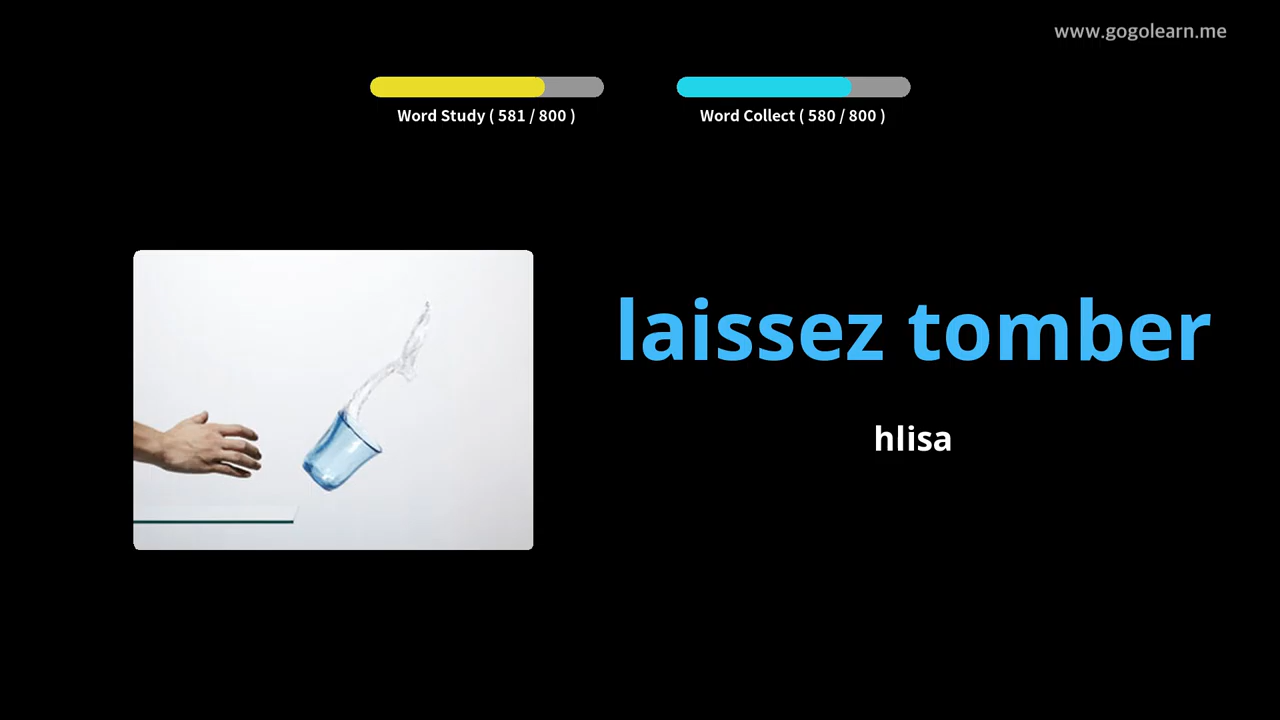 www.gogolearn.me
Word Study ( 581 / 800 )
Word Collect ( 580 / 800 )
laissez tomber
hlisa